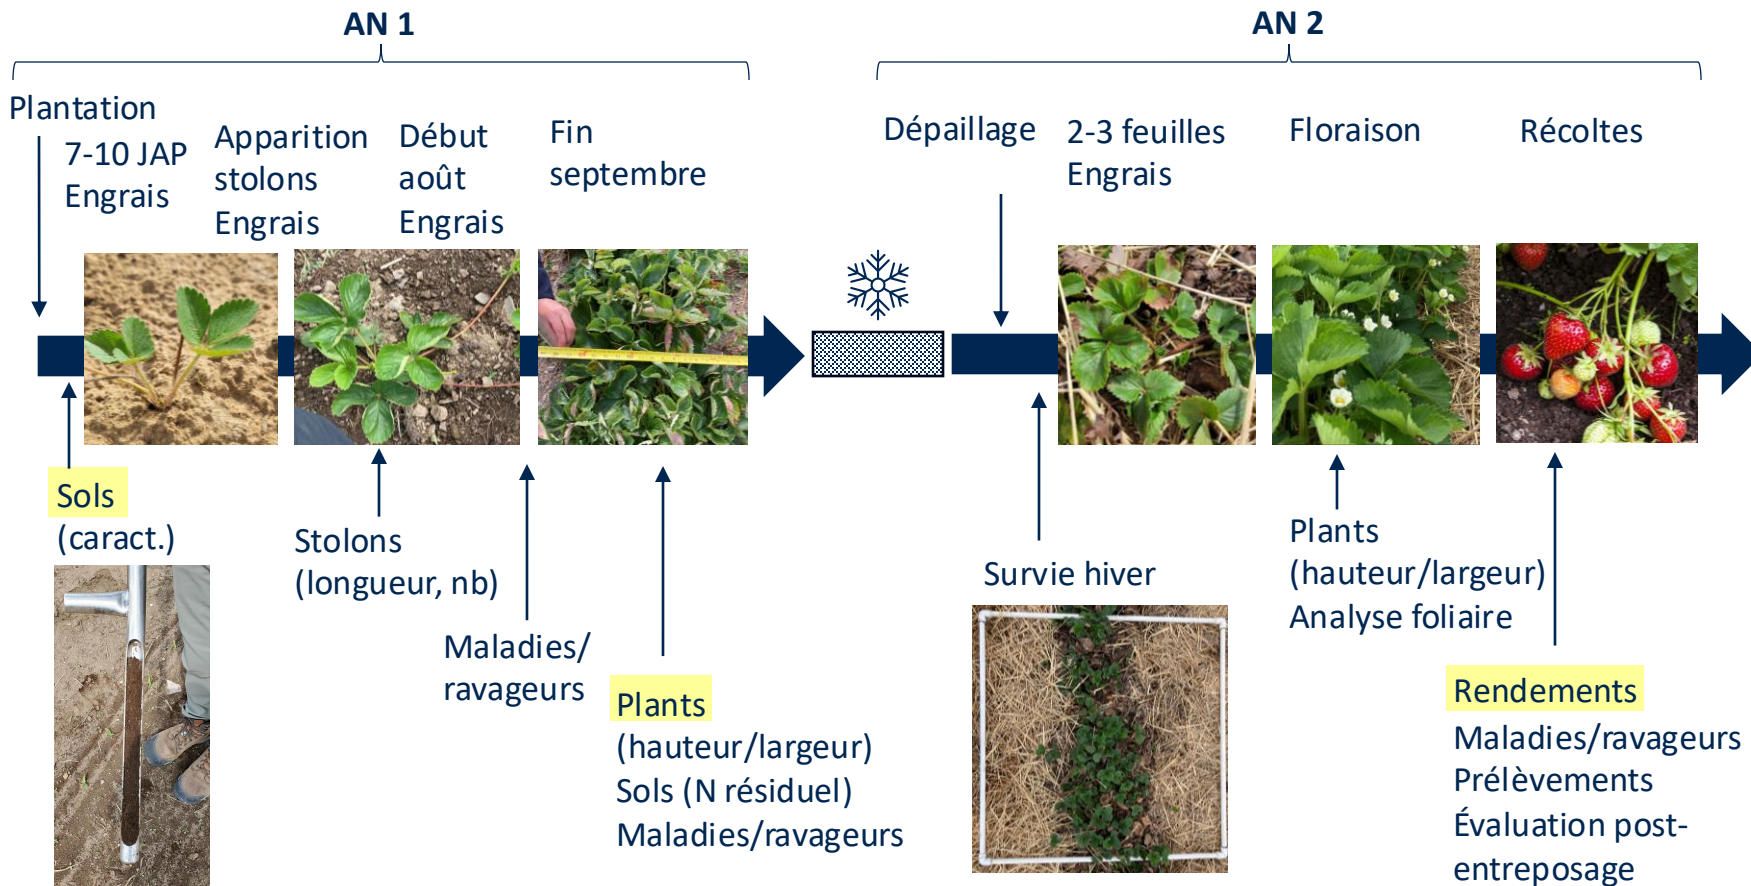 AN 1
AN 2
Plantation
7-10 JAP
Engrais
Apparition
stolons
Engrais
Début
août
Engrais
Fin
septembre
Dépaillage
2-3 feuilles
Engrais
Floraison
Récoltes
Sols
(caract.)
Stolons
(longueur, nb)
Maladies/
ravageurs
Plants
(hauteur/largeur)
Sols (N résiduel)
Maladies/ravageurs
Survie hiver
Plants
(hauteur/largeur)
Analyse foliaire
Rendements
Maladies/ravageurs
Prélèvements
Évaluation post-
entreposage